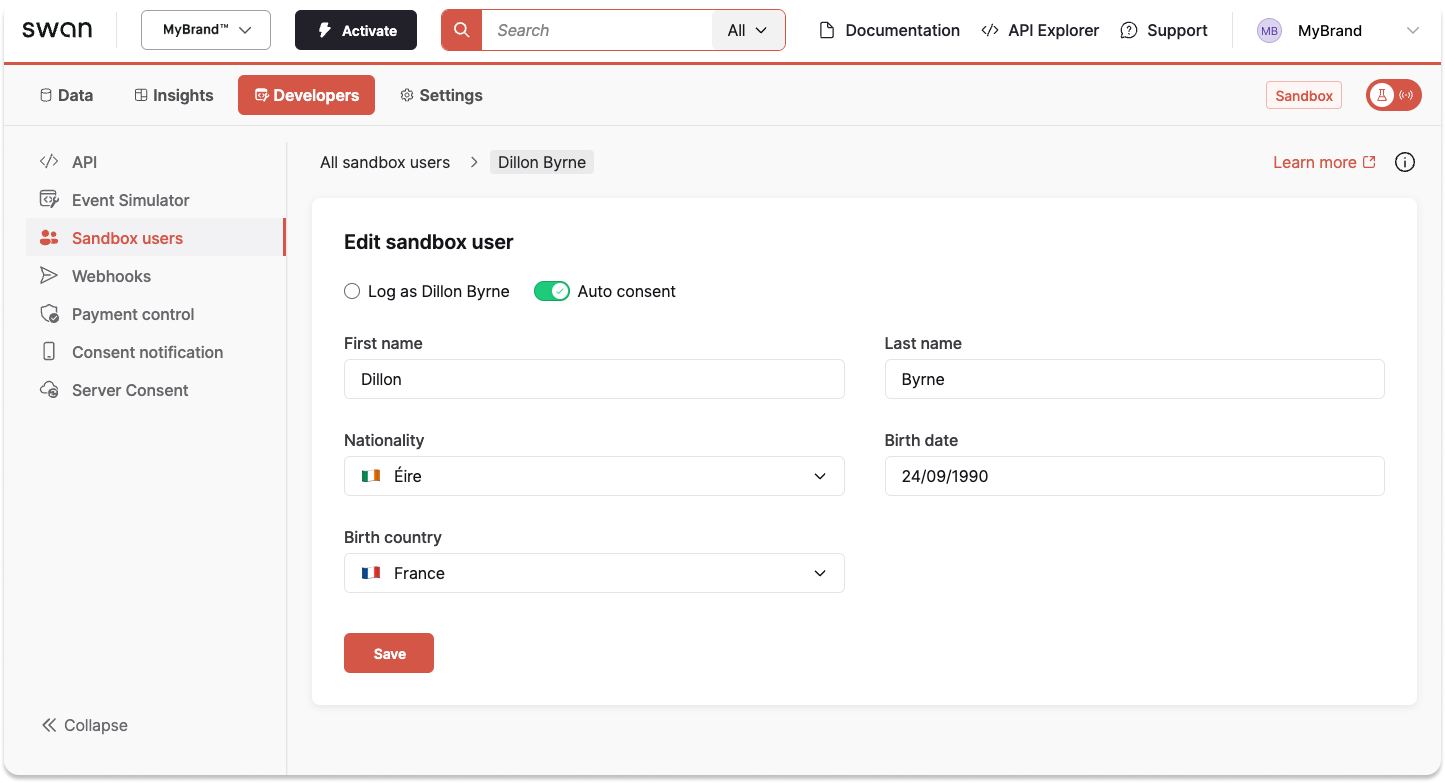 swan
MyBrand™
Activate
Search
All
Documentation
API Explorer
Support
MB
MyBrand
Data
Insights
Developers
Settings
Sandbox
API
Event Simulator
Sandbox users
Webhooks
Payment control
Consent notification
Server Consent
Collapse
All sandbox users > Dillon Byrne
Learn more
Edit sandbox user
Log as Dillon Byrne
Auto consent
First name
Dillon
Last name
Byrne
Nationality
Éire
Birth date
24/09/1990
Birth country
France
Save